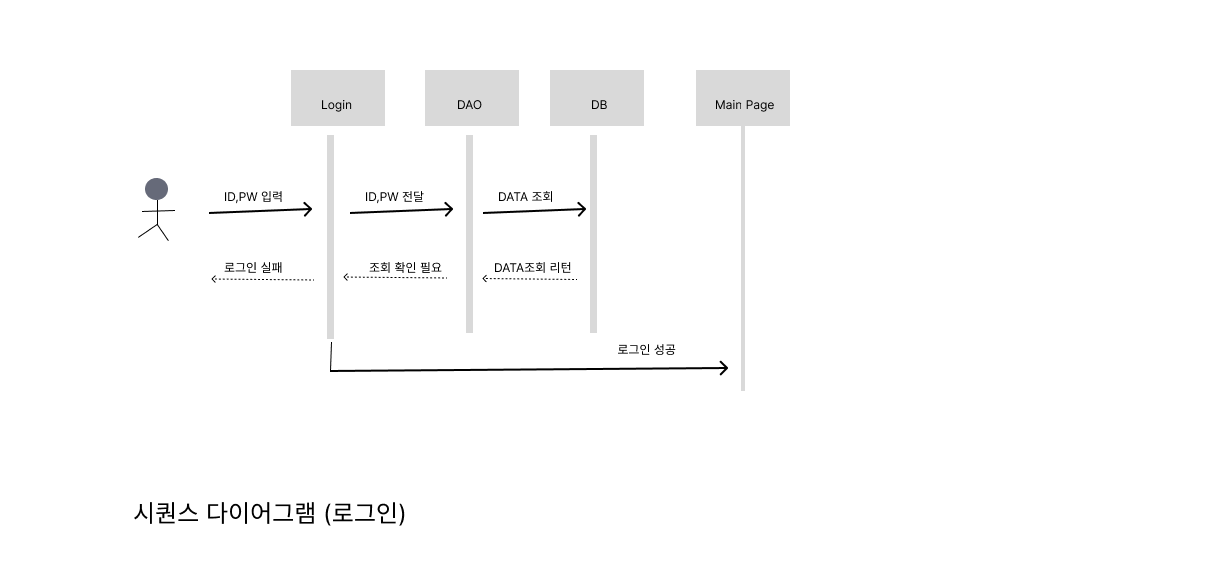 Login
DAO
DB
Main Page
ID,PW 입력
ID,PW 전달
DATA 조회
로그인 실패
조회 확인 필요
DATA조회 리턴
로그인 성공
시퀀스 다이어그램 (로그인)